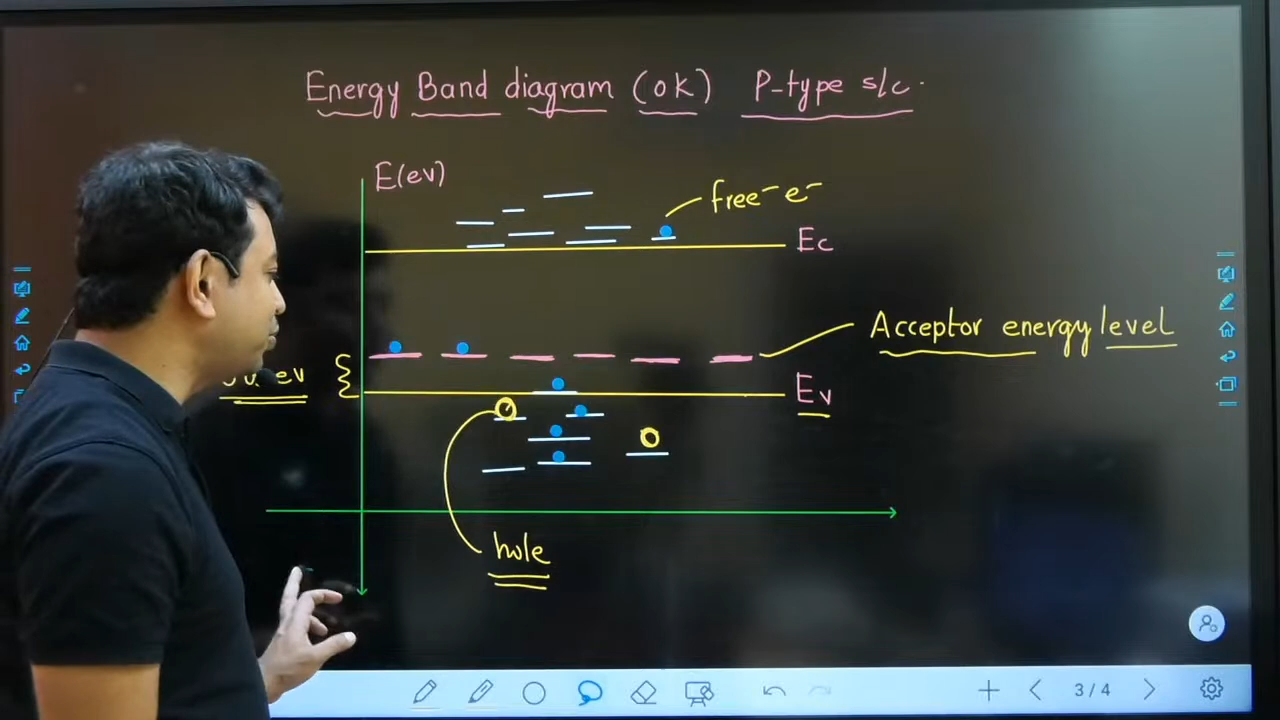 Energy Band diagram (0K) P-type s/c.
E(ev)
free e⁻
Ec
Acceptor energy level
ev
Ev
hole
3 / 4